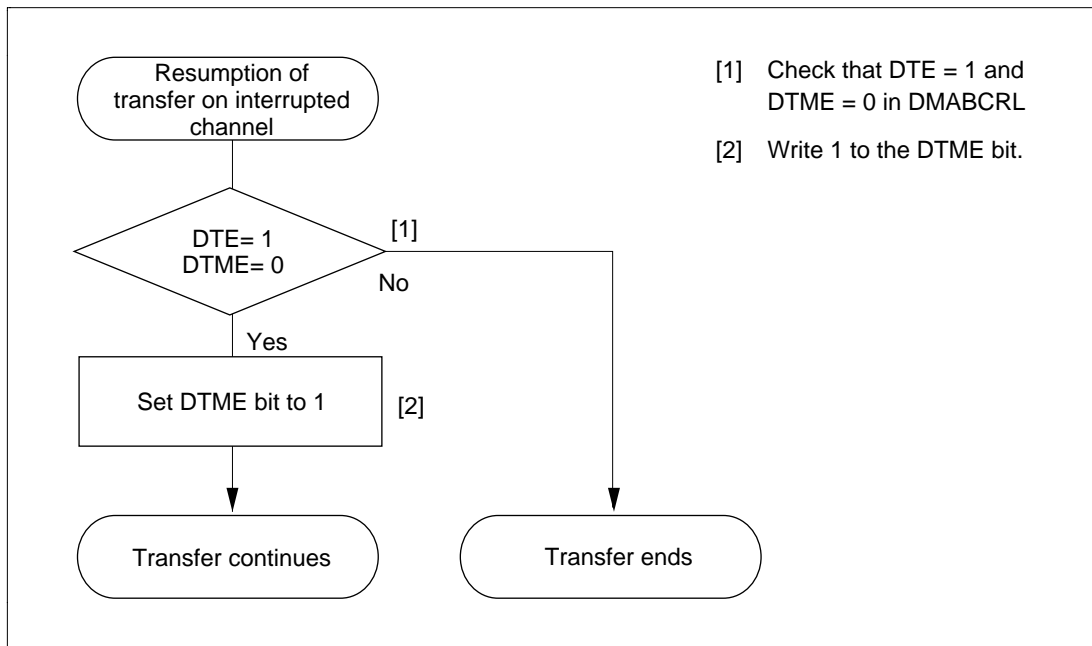 Resumption of
transfer on interrupted
channel
[1] Check that DTE = 1 and
DTME = 0 in DMABCRL
[2] Write 1 to the DTME bit.
DTE= 1
DTME= 0
[1]
No
Yes
Set DTME bit to 1
[2]
Transfer continues
Transfer ends